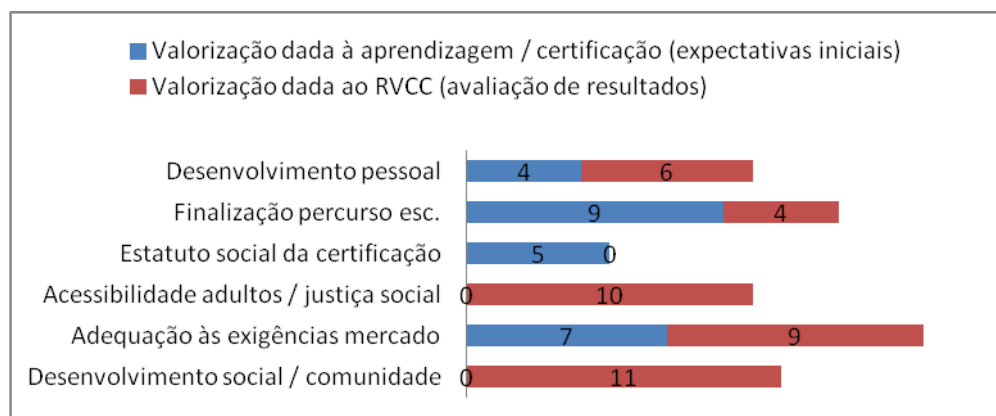 Valorização dada à aprendizagem / certificação (expectativas iniciais)
Valorização dada ao RVCC (avaliação de resultados)
Desenvolvimento pessoal 4 6
Finalização percurso esc. 9 4
Estatuto social da certificação 5 0
Acessibilidade adultos / justiça social 0 10
Adequação às exigências mercado 7 9
Desenvolvimento social / comunidade 0 11